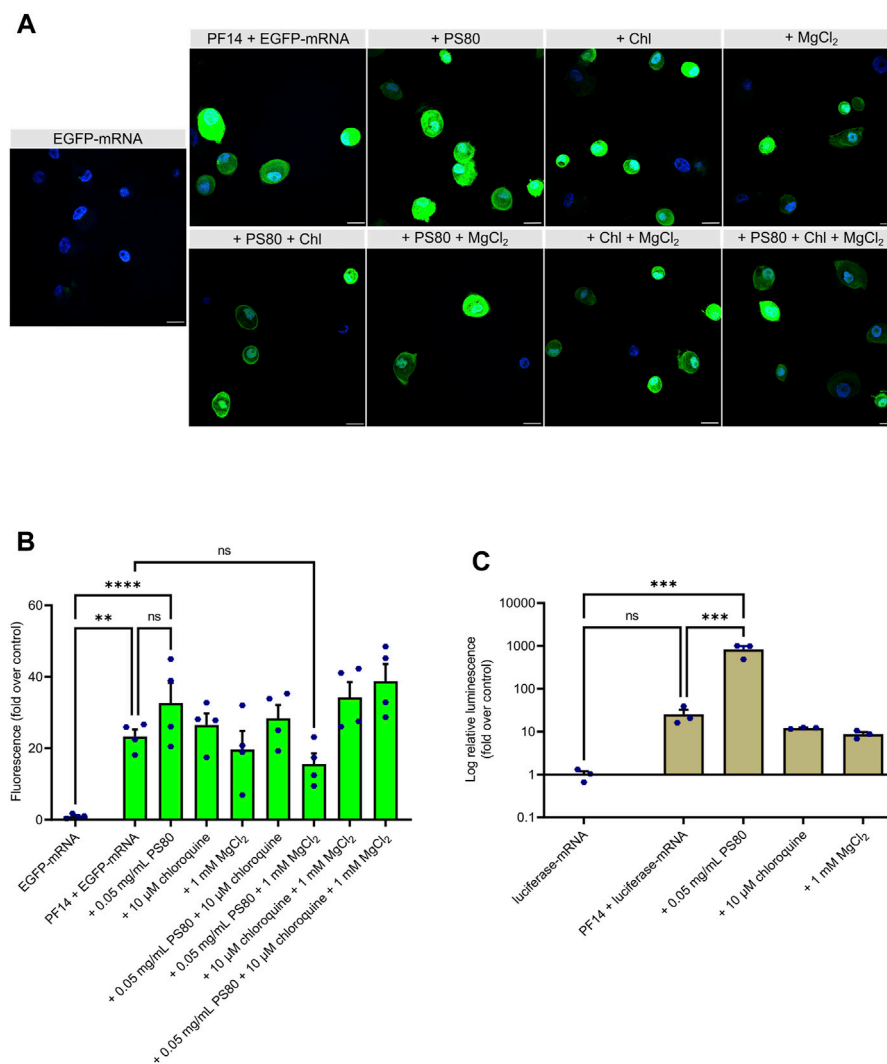 A
PF14 + EGFP-mRNA
+ PS80
+ Chl
+ MgCl₂
EGFP-mRNA
+ PS80 + Chl
+ PS80 + MgCl₂
+ Chl + MgCl₂
+ PS80 + Chl + MgCl₂
B
ns
****
**
ns
Fluorescence (fold over control)
60
40
20
0
EGFP-mRNA
PF14 + EGFP-mRNA
+ 0.05 mg/mL PS80
+ 10 µM chloroquine
+ 1 mM MgCl₂
+ 0.05 mg/mL PS80 + 10 µM chloroquine
+ 0.05 mg/mL PS80 + 1 mM MgCl₂
+ 10 µM chloroquine + 1 mM MgCl₂
+ 0.05 mg/mL PS80 + 10 µM chloroquine + 1 mM MgCl₂
C
***
ns
***
Log relative luminescence
(fold over control)
10000
1000
100
10
1
0.1
luciferase-mRNA
PF14 + luciferase-mRNA
+ 0.05 mg/mL PS80
+ 10 µM chloroquine
+ 1 mM MgCl₂